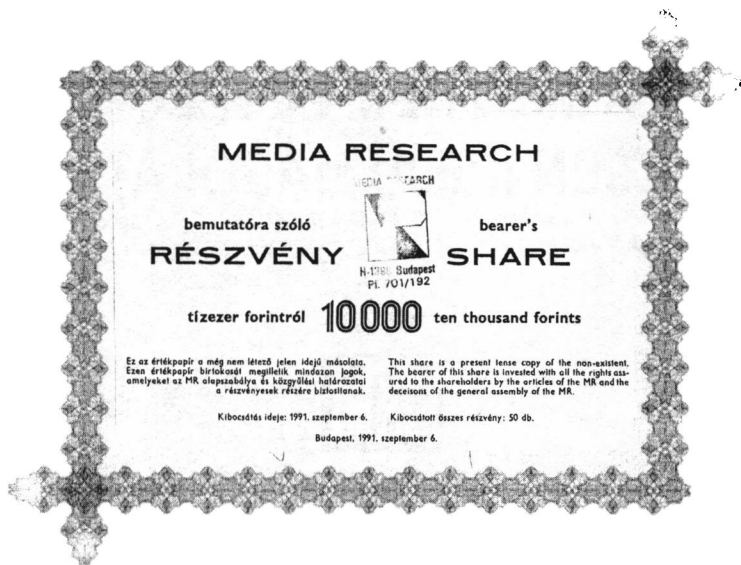 MEDIA RESEARCH
MEDIA RESEARCH
bemutatóra szóló
RÉSZVÉNY
bearer's
SHARE
H-1386 Budapest
Pf. 701/192
tízezer forintról 10000 ten thousand forints
Ez az értékpapír a még nem létező jelen idejű másolata.
Ezen értékpapír birtokosát megilletik mindazon jogok,
amelyeket az MR alapszabálya és közgyűlési határozatai
a részvényesek részére biztosítanak.
This share is a present tense copy of the non-existent.
The bearer of this share is invested with all the rights ass-
ured to the shareholders by the articles of the MR and the
deceisons of the general assembly of the MR.
Kibocsátás ideje: 1991. szeptember 6.
Kibocsátott összes részvény: 50 db.
Budapest, 1991. szeptember 6.